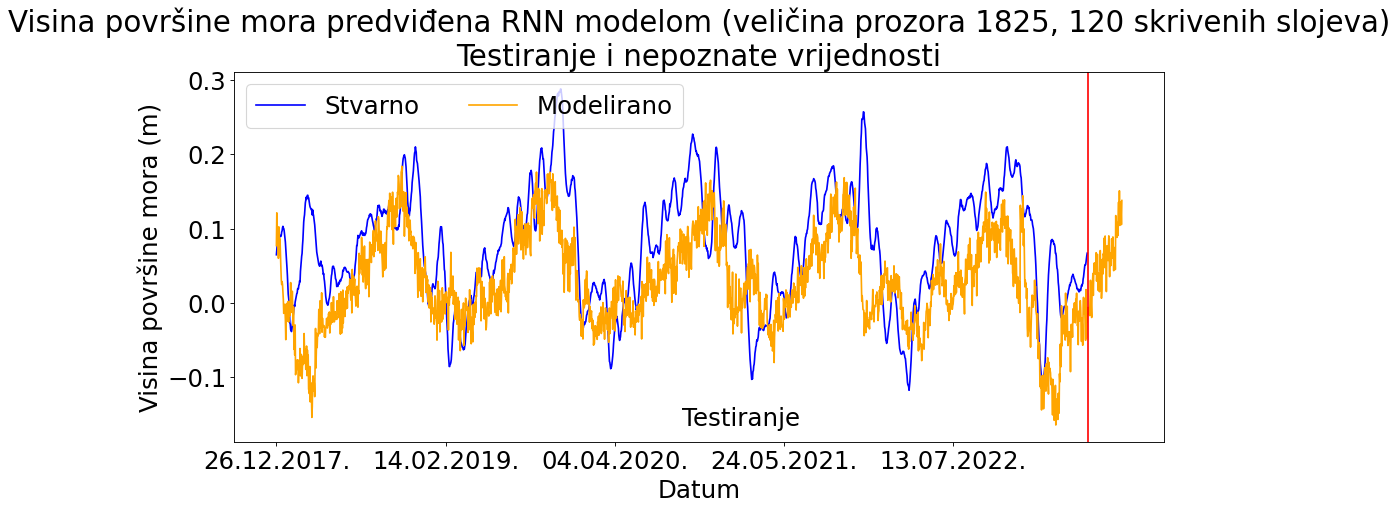 Visina površine mora predviđena RNN modelom (veličina prozora 1825, 120 skrivenih slojeva)
Testiranje i nepoznate vrijednosti
Stvarno
Modelirano
Visina površine mora (m)
0.3
0.2
0.1
0.0
−0.1
Testiranje
26.12.2017.
14.02.2019.
04.04.2020.
24.05.2021.
13.07.2022.
Datum